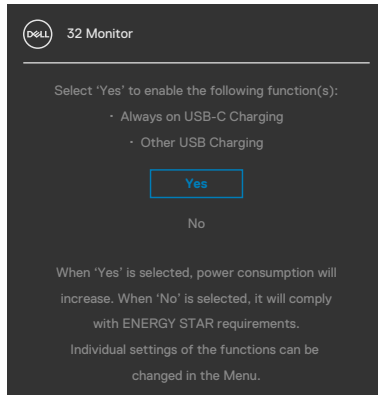 DELL
32 Monitor
Select ‘Yes’ to enable the following function(s):
· Always on USB-C Charging
· Other USB Charging
Yes
No
When ‘Yes’ is selected, power consumption will
increase. When ‘No’ is selected, it will comply
with ENERGY STAR requirements.
Individual settings of the functions can be
changed in the Menu.